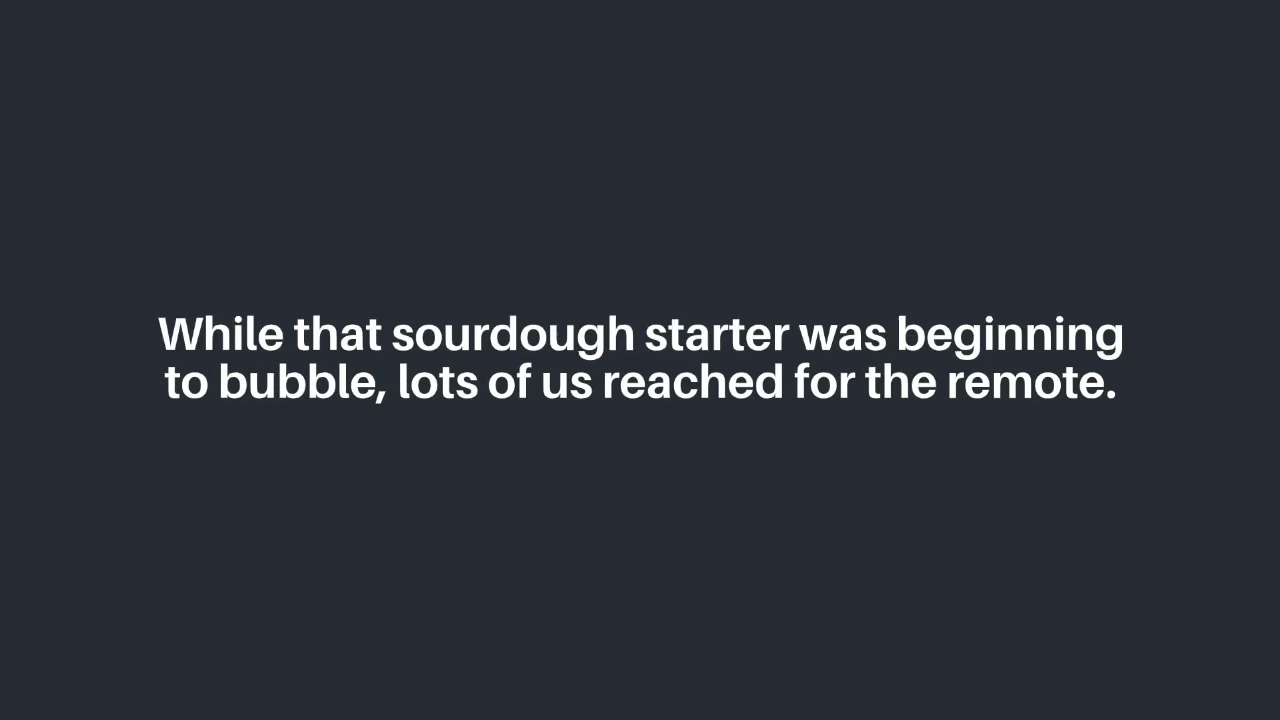 While that sourdough starter was beginning
to bubble, lots of us reached for the remote.